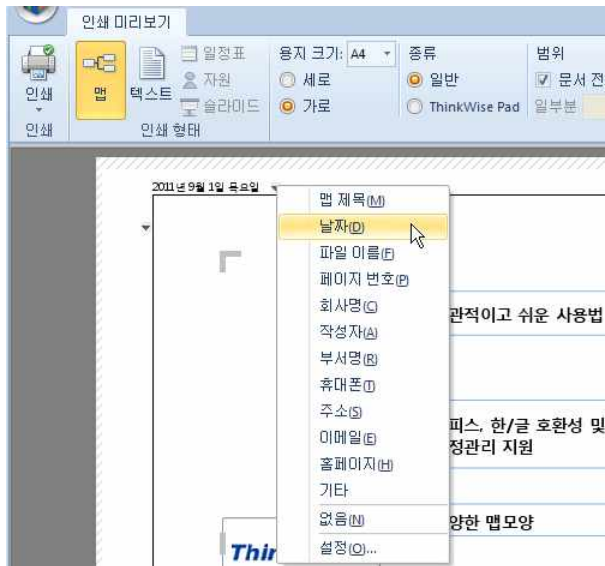 인쇄 미리보기
인쇄
인쇄
맵
텍스트
일정표
자원
슬라이드
인쇄 형태
용지 크기: A4
세로
가로
종류
일반
ThinkWise Pad
범위
문서 전
일부분
2011년 9월 1일 목요일
맵 제목(M)
날짜(D)
파일 이름(F)
페이지 번호(P)
회사명(C)
작성자(A)
부서명(R)
휴대폰(T)
주소(S)
이메일(E)
홈페이지(H)
기타
없음(N)
설정(O)...
관적이고 쉬운 사용법
피스, 한/글 호환성 및
정관리 지원
양한 맵모양
Thin